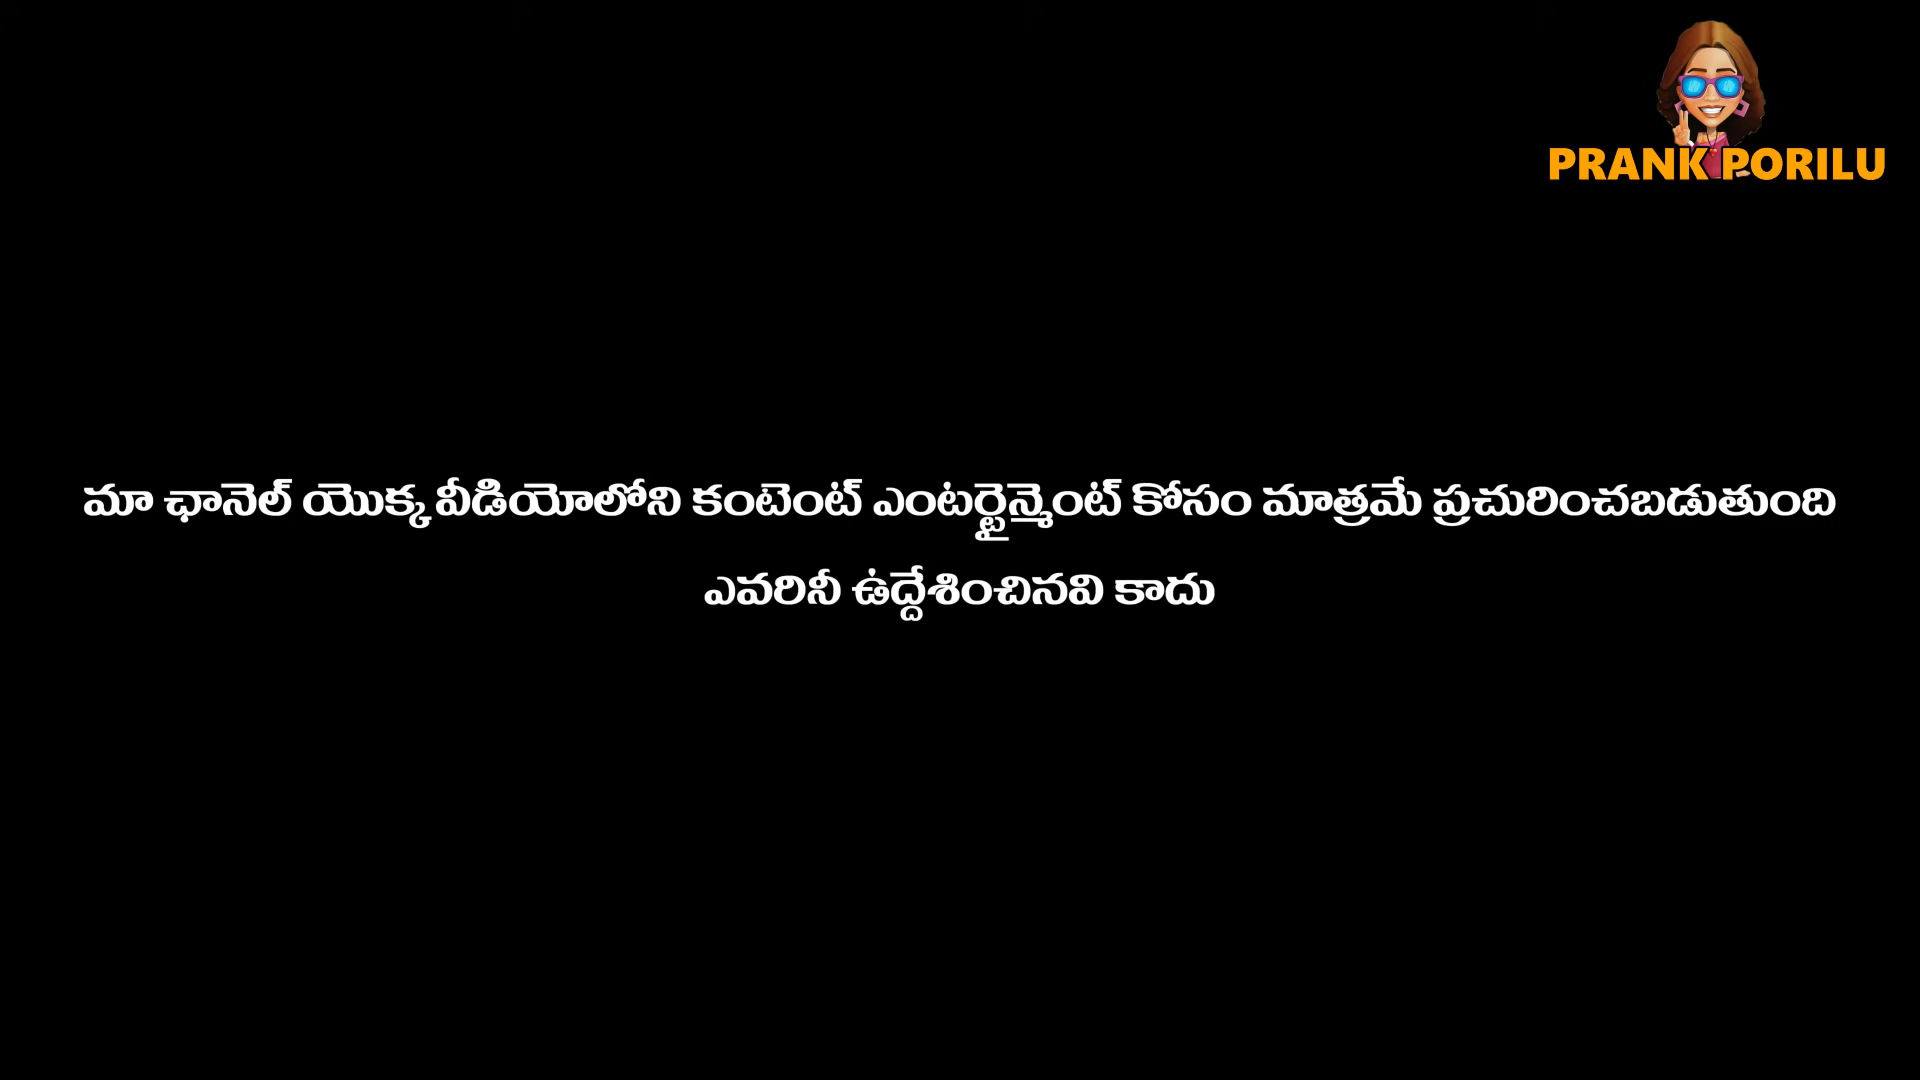 PRANK PORILU
మా ఛానెల్ యొక్క వీడియోలోని కంటెంట్ ఎంటర్టైన్మెంట్ కోసం మాత్రమే ప్రచురించబడుతుంది
ఎవరినీ ఉద్దేశించినవి కాదు